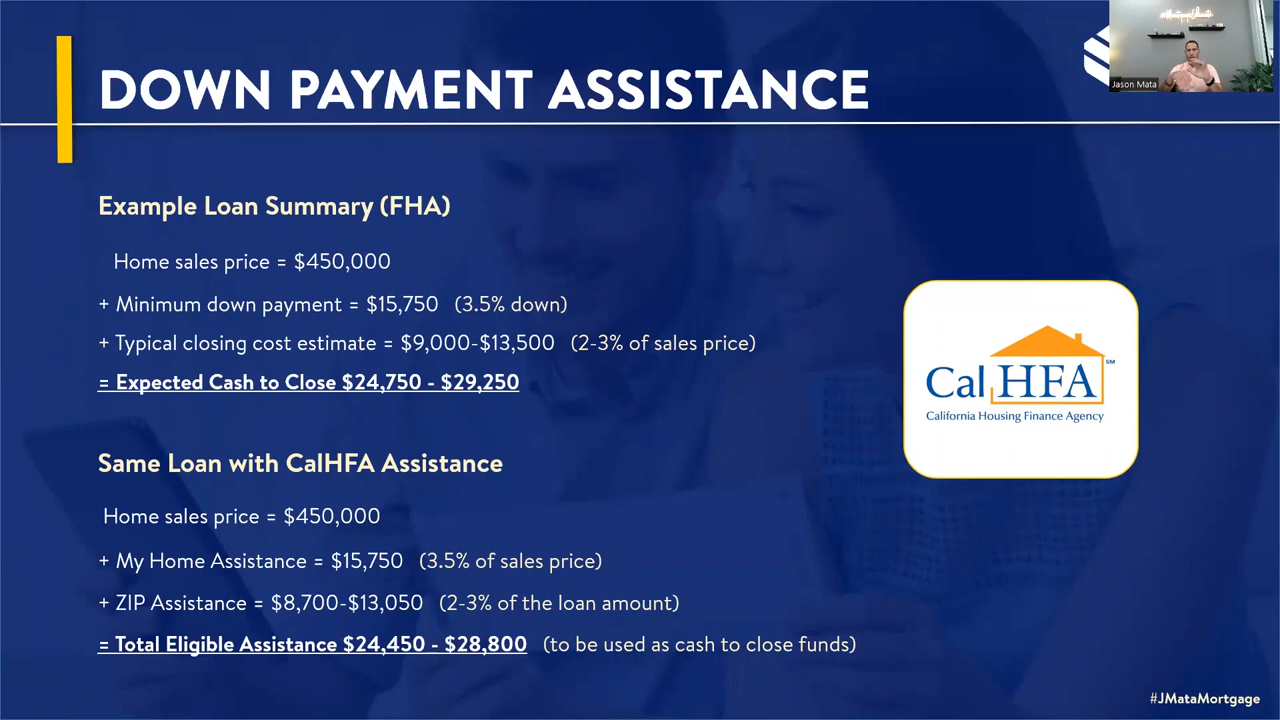 DOWN PAYMENT ASSISTANCE
Jason Mata
Example Loan Summary (FHA)
Home sales price = $450,000
+ Minimum down payment = $15,750 (3.5% down)
+ Typical closing cost estimate = $9,000-$13,500 (2-3% of sales price)
= Expected Cash to Close $24,750 - $29,250
CalHFA SM
California Housing Finance Agency
Same Loan with CalHFA Assistance
Home sales price = $450,000
+ My Home Assistance = $15,750 (3.5% of sales price)
+ ZIP Assistance = $8,700-$13,050 (2-3% of the loan amount)
= Total Eligible Assistance $24,450 - $28,800 (to be used as cash to close funds)
#JMataMortgage